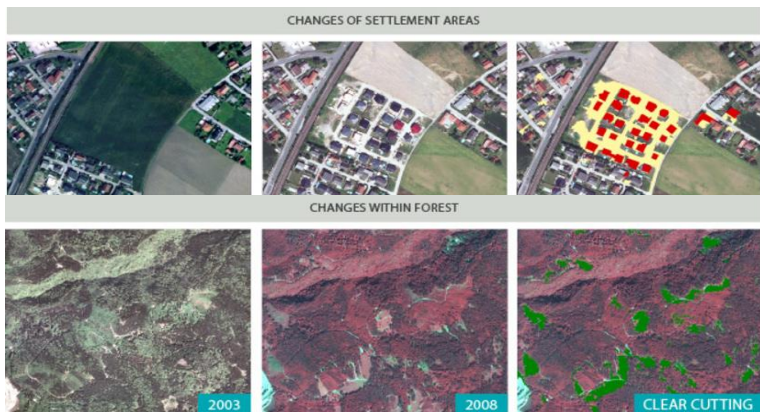 CHANGES OF SETTLEMENT AREAS
CHANGES WITHIN FOREST
2003
2008
CLEAR CUTTING